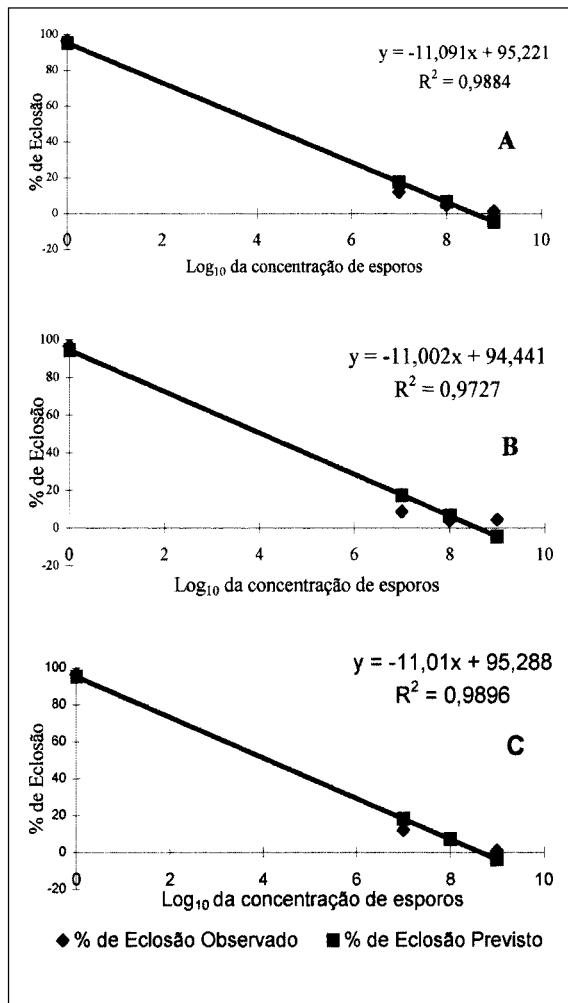 100
80
60
40
20
0
-20
% de Eclosão
y = -11,091x + 95,221
R² = 0,9884
A
0 2 4 6 8 10
Log₁₀ da concentração de esporos
100
80
60
40
20
0
-20
% de Eclosão
y = -11,002x + 94,441
R² = 0,9727
B
0 2 4 6 8 10
Log₁₀ da concentração de esporos
100
80
60
40
20
0
-20
% de Eclosão
y = -11,01x + 95,288
R² = 0,9896
C
0 2 4 6 8 10
Log₁₀ da concentração de esporos
% de Eclosão Observado % de Eclosão Previsto